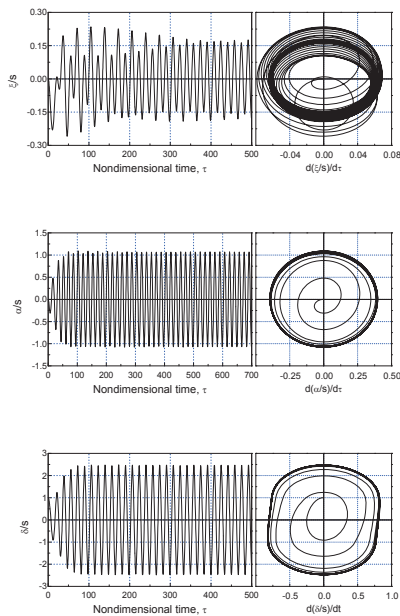 0.30
0.15
0.00
-0.15
-0.30
ξ/s
0 100 200 300 400 500
Nondimensional time, τ
-0.04 0.00 0.04 0.08
d(ξ/s)/dτ
1.5
1.0
0.5
0.0
-0.5
-1.0
-1.5
α/s
0 100 200 300 400 500 600 700
Nondimensional time, τ
-0.25 0.00 0.25 0.50
d(α/s)/dτ
3
2
1
0
-1
-2
-3
δ/s
0 100 200 300 400 500
Nondimensional time, τ
-0.5 0.0 0.5 1.0
d(δ/s)/dt